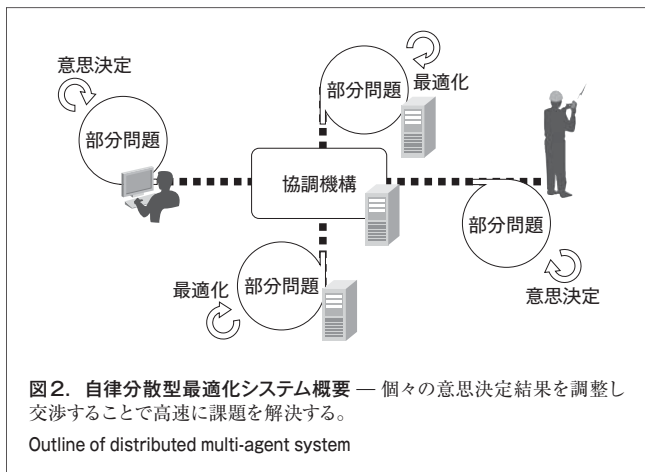 意思決定
部分問題
部分問題
最適化
協調機構
部分問題
意思決定
最適化
部分問題
図2. 自律分散型最適化システム概要 — 個々の意思決定結果を調整し
交渉することで高速に課題を解決する。
Outline of distributed multi-agent system